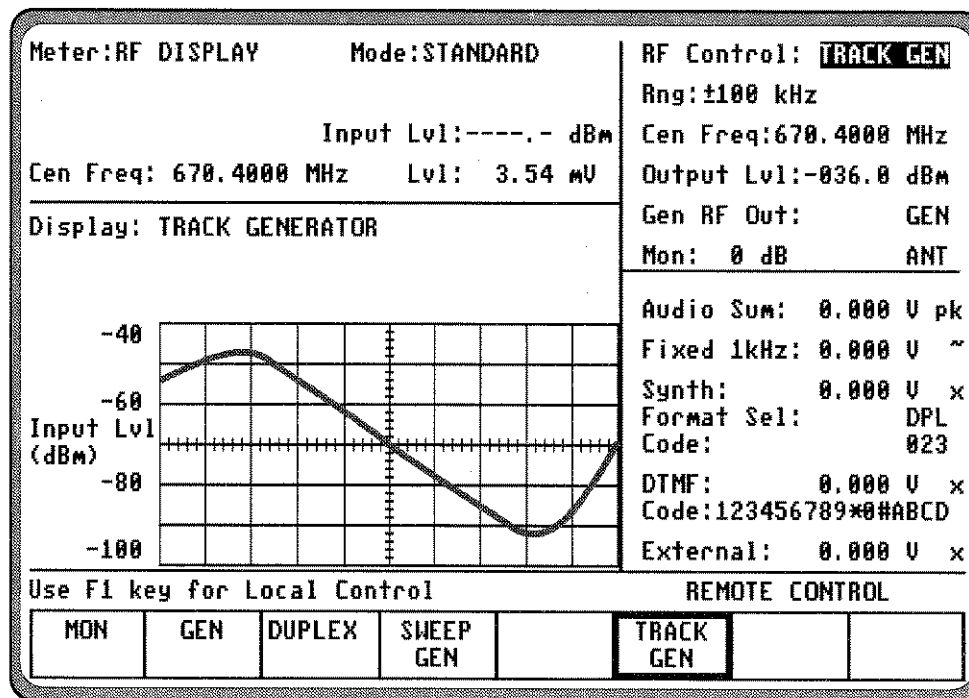 Meter:RF DISPLAY Mode:STANDARD
Input Lvl:----.- dBm
Cen Freq: 670.4000 MHz Lvl: 3.54 mV
Display: TRACK GENERATOR
-40
-60
Input Lvl
(dBm)
-80
-100
RF Control: TRACK GEN
Rng:±100 kHz
Cen Freq:670.4000 MHz
Output Lvl:-036.0 dBm
Gen RF Out: GEN
Mon: 0 dB ANT
Audio Sum: 0.000 V pk
Fixed 1kHz: 0.000 V ~
Synth: 0.000 V x
Format Sel: DPL
Code: 023
DTMF: 0.000 V x
Code:123456789*0#ABCD
External: 0.000 V x
Use F1 key for Local Control REMOTE CONTROL
MON GEN DUPLEX SWEEP GEN TRACK GEN